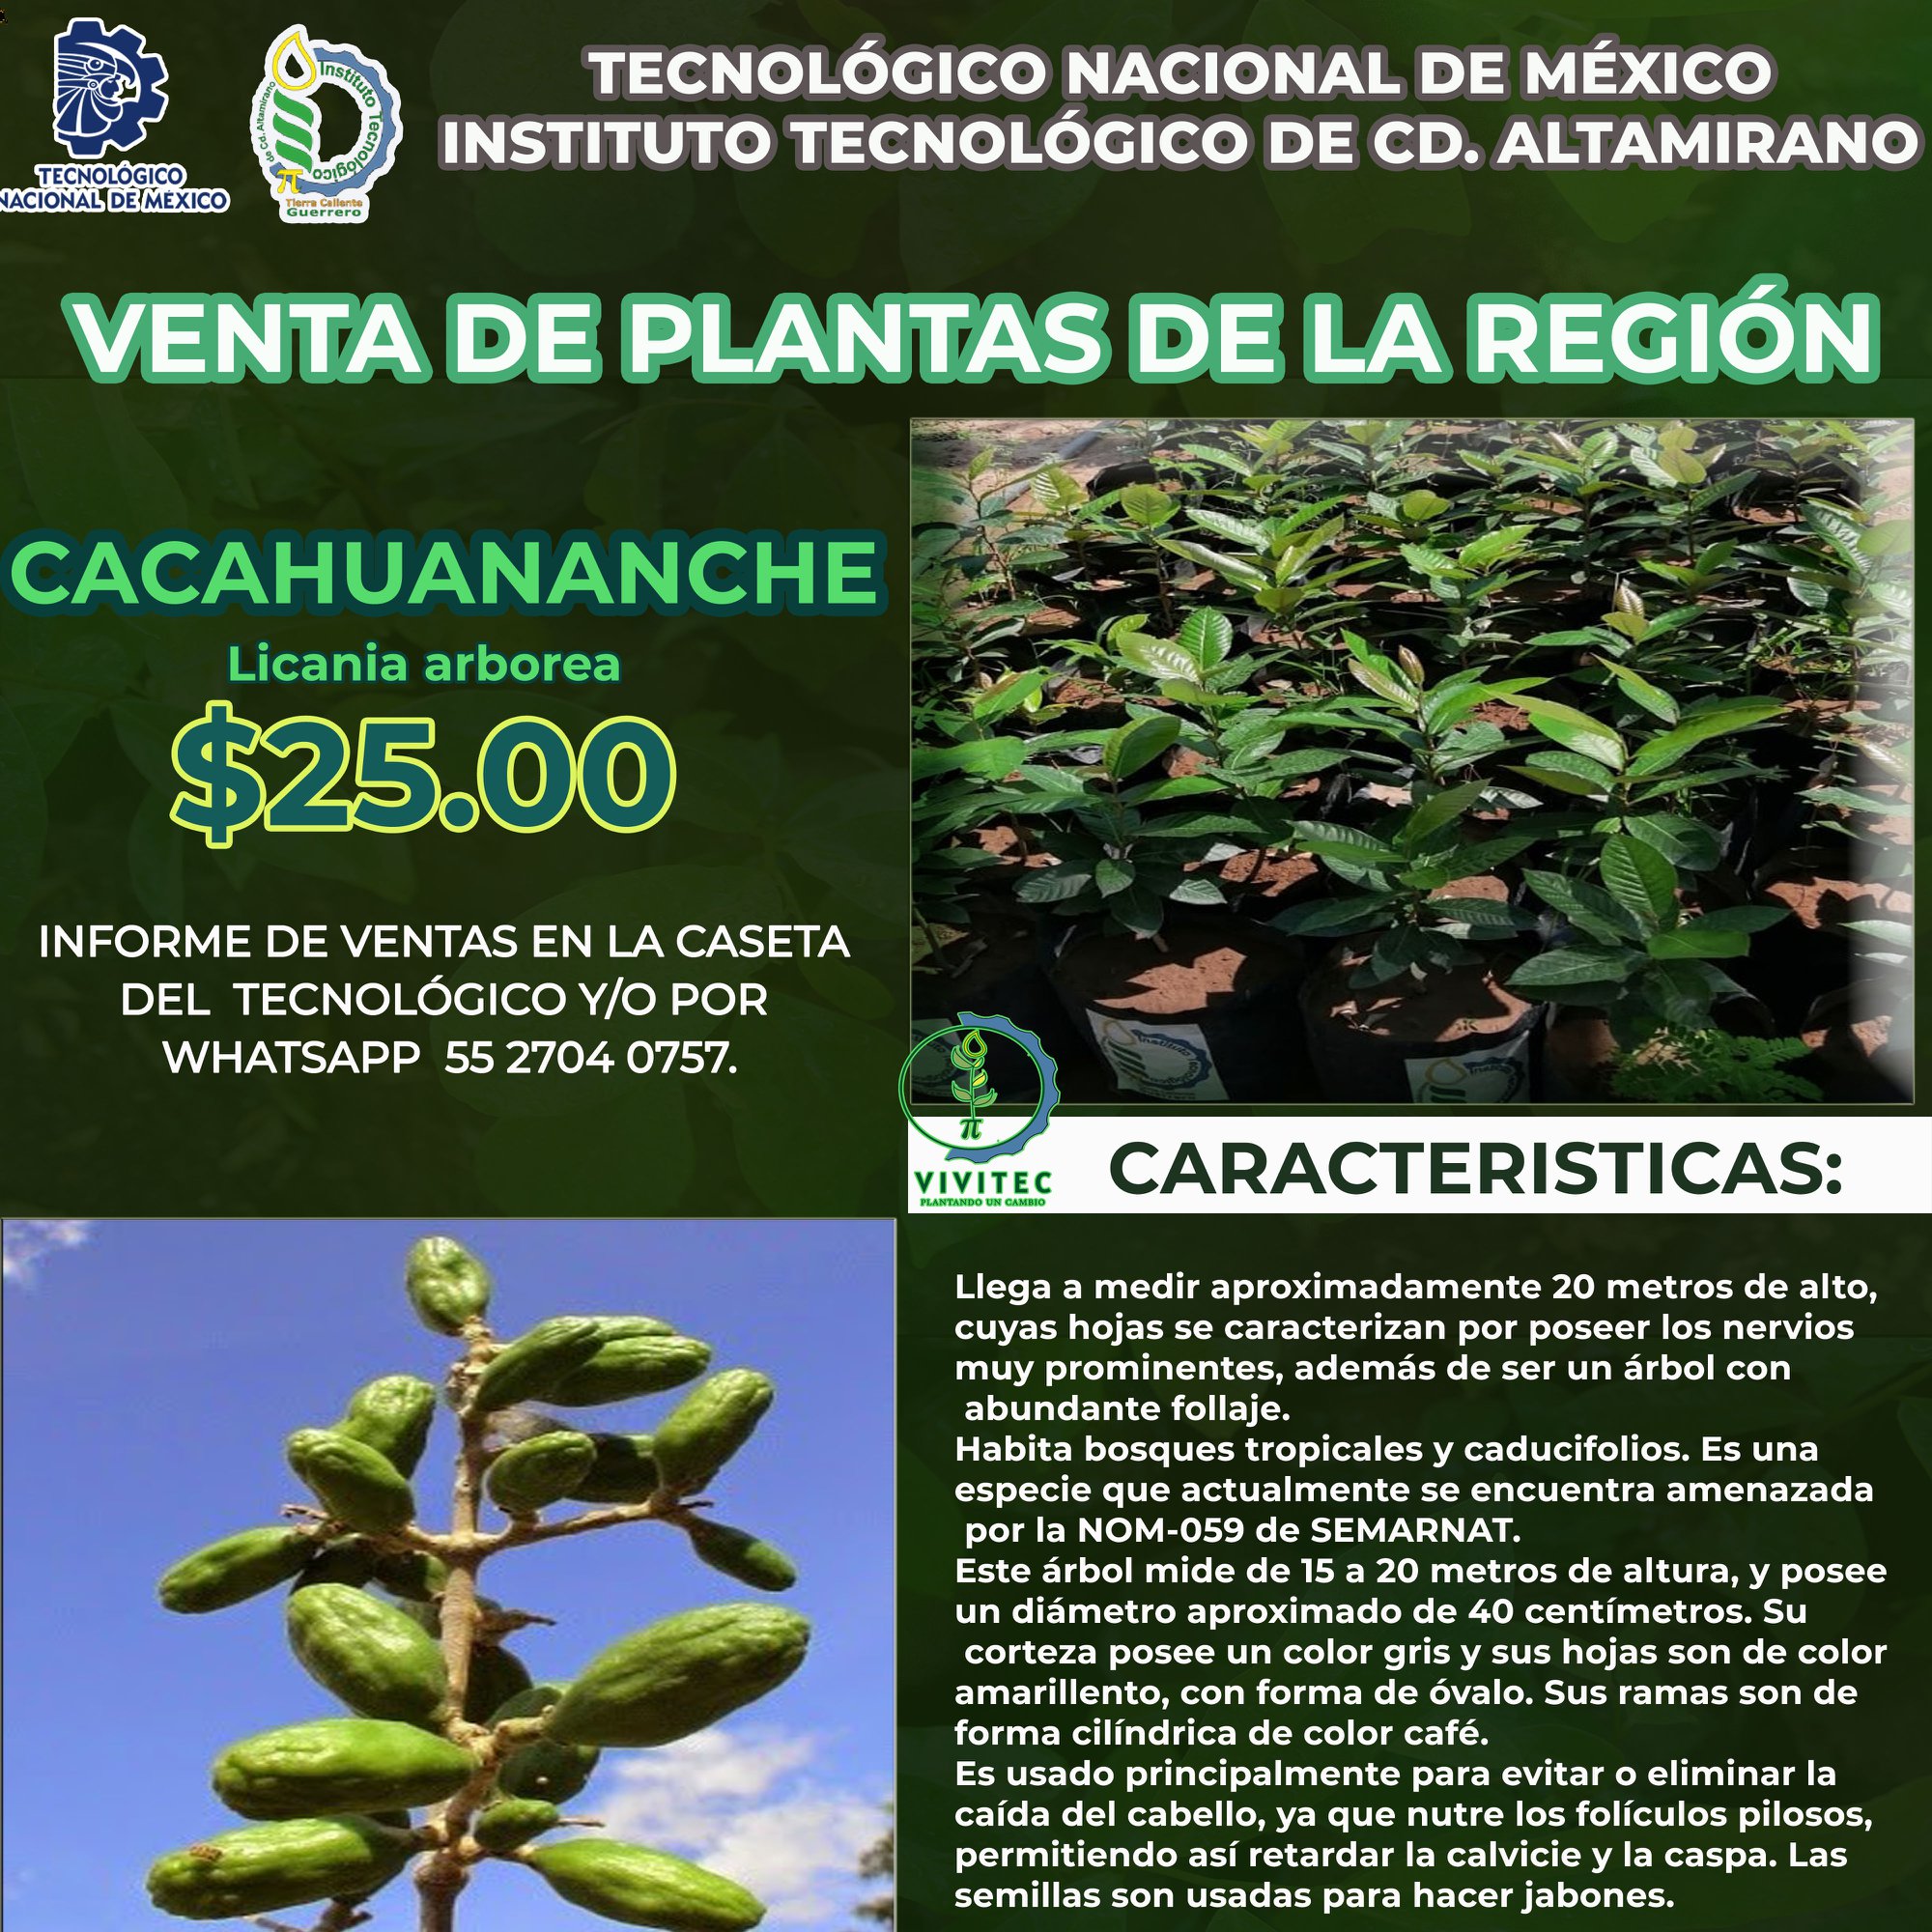 TECNOLÓGICO
NACIONAL DE MÉXICO
Instituto Tecnológico
de Cd. Altamirano
Tierra Caliente
Guerrero
TECNOLÓGICO NACIONAL DE MÉXICO
INSTITUTO TECNOLÓGICO DE CD. ALTAMIRANO
VENTA DE PLANTAS DE LA REGIÓN
CACAHUANANCHE
Licania arborea
$25.00
INFORME DE VENTAS EN LA CASETA
DEL TECNOLÓGICO Y/O POR
WHATSAPP 55 2704 0757.
π
VIVITEC
PLANTANDO UN CAMBIO
CARACTERISTICAS:
Llega a medir aproximadamente 20 metros de alto,
cuyas hojas se caracterizan por poseer los nervios
muy prominentes, además de ser un árbol con
abundante follaje.
Habita bosques tropicales y caducifolios. Es una
especie que actualmente se encuentra amenazada
por la NOM-059 de SEMARNAT.
Este árbol mide de 15 a 20 metros de altura, y posee
un diámetro aproximado de 40 centímetros. Su
corteza posee un color gris y sus hojas son de color
amarillento, con forma de óvalo. Sus ramas son de
forma cilíndrica de color café.
Es usado principalmente para evitar o eliminar la
caída del cabello, ya que nutre los folículos pilosos,
permitiendo así retardar la calvicie y la caspa. Las
semillas son usadas para hacer jabones.